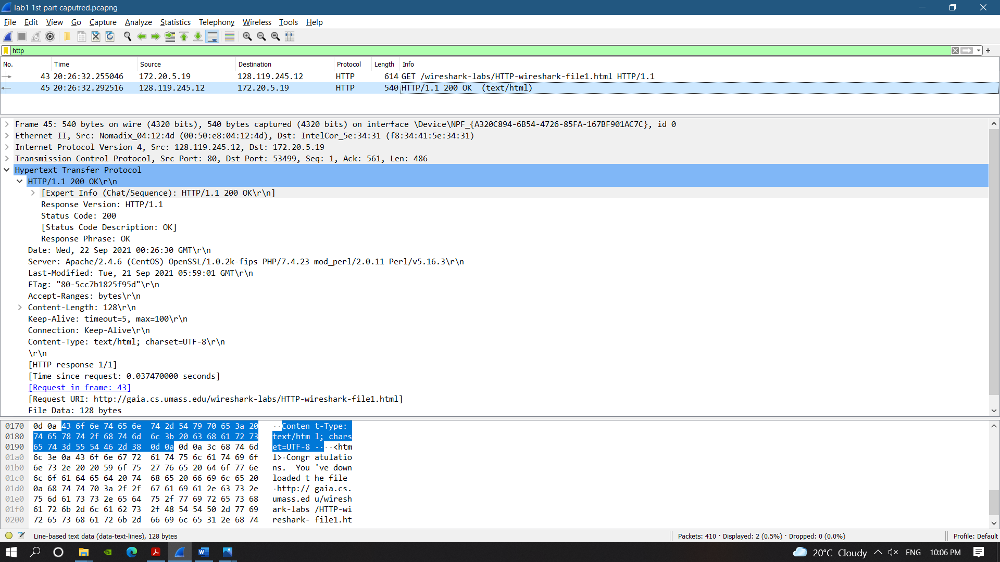 lab1 1st part caputred.pcapng
File Edit View Go Capture Analyze Statistics Telephony Wireless Tools Help
http
No. Time Source Destination Protocol Length Info
43 20:26:32.255046 172.20.5.19 128.119.245.12 HTTP 614 GET /wireshark-labs/HTTP-wireshark-file1.html HTTP/1.1
45 20:26:32.292516 128.119.245.12 172.20.5.19 HTTP 540 HTTP/1.1 200 OK  (text/html)
Frame 45: 540 bytes on wire (4320 bits), 540 bytes captured (4320 bits) on interface \Device\NPF_{A320C894-6B54-4726-85FA-167BF901AC7C}, id 0
Ethernet II, Src: Nomadix_04:12:4d (00:50:e8:04:12:4d), Dst: IntelCor_5e:34:31 (f8:34:41:5e:34:31)
Internet Protocol Version 4, Src: 128.119.245.12, Dst: 172.20.5.19
Transmission Control Protocol, Src Port: 80, Dst Port: 53499, Seq: 1, Ack: 561, Len: 486
Hypertext Transfer Protocol
HTTP/1.1 200 OK\r\n
[Expert Info (Chat/Sequence): HTTP/1.1 200 OK\r\n]
Response Version: HTTP/1.1
Status Code: 200
[Status Code Description: OK]
Response Phrase: OK
Date: Wed, 22 Sep 2021 00:26:30 GMT\r\n
Server: Apache/2.4.6 (CentOS) OpenSSL/1.0.2k-fips PHP/7.4.23 mod_perl/2.0.11 Perl/v5.16.3\r\n
Last-Modified: Tue, 21 Sep 2021 05:59:01 GMT\r\n
ETag: "80-5cc7b1825f95d"\r\n
Accept-Ranges: bytes\r\n
Content-Length: 128\r\n
Keep-Alive: timeout=5, max=100\r\n
Connection: Keep-Alive\r\n
Content-Type: text/html; charset=UTF-8\r\n
\r\n
[HTTP response 1/1]
[Time since request: 0.037470000 seconds]
[Request in frame: 43]
[Request URI: http://gaia.cs.umass.edu/wireshark-labs/HTTP-wireshark-file1.html]
File Data: 128 bytes
0170 0d 0a 43 6f 6e 74 65 6e 74 2d 54 79 70 65 3a 20 ··Conten t-Type:
0180 74 65 78 74 2f 68 74 6d 6c 3b 20 63 68 61 72 73 text/htm l; chars
0190 65 74 3d 55 54 46 2d 38 0d 0a 0d 0a 3c 68 74 6d et=UTF-8 ····<htm
01a0 6c 3e 0a 43 6f 6e 67 72 61 74 75 6c 61 74 69 6f l>·Congr atulatio
01b0 6e 73 2e 20 20 59 6f 75 27 76 65 20 64 6f 77 6e ns.  You 've down
01c0 6c 6f 61 64 65 64 20 74 68 65 20 66 69 6c 65 20 loaded t he file
01d0 0a 68 74 74 70 3a 2f 2f 67 61 69 61 2e 63 73 2e ·http:// gaia.cs.
01e0 75 6d 61 73 73 2e 65 64 75 2f 77 69 72 65 73 68 umass.ed u/wiresh
01f0 61 72 6b 2d 6c 61 62 73 2f 48 54 54 50 2d 77 69 ark-labs /HTTP-wi
0200 72 65 73 68 61 72 6b 2d 66 69 6c 65 31 2e 68 74 reshark- file1.ht
Line-based text data (data-text-lines), 128 bytes Packets: 410 · Displayed: 2 (0.5%) · Dropped: 0 (0.0%) Profile: Default
20°C Cloudy ENG 10:06 PM